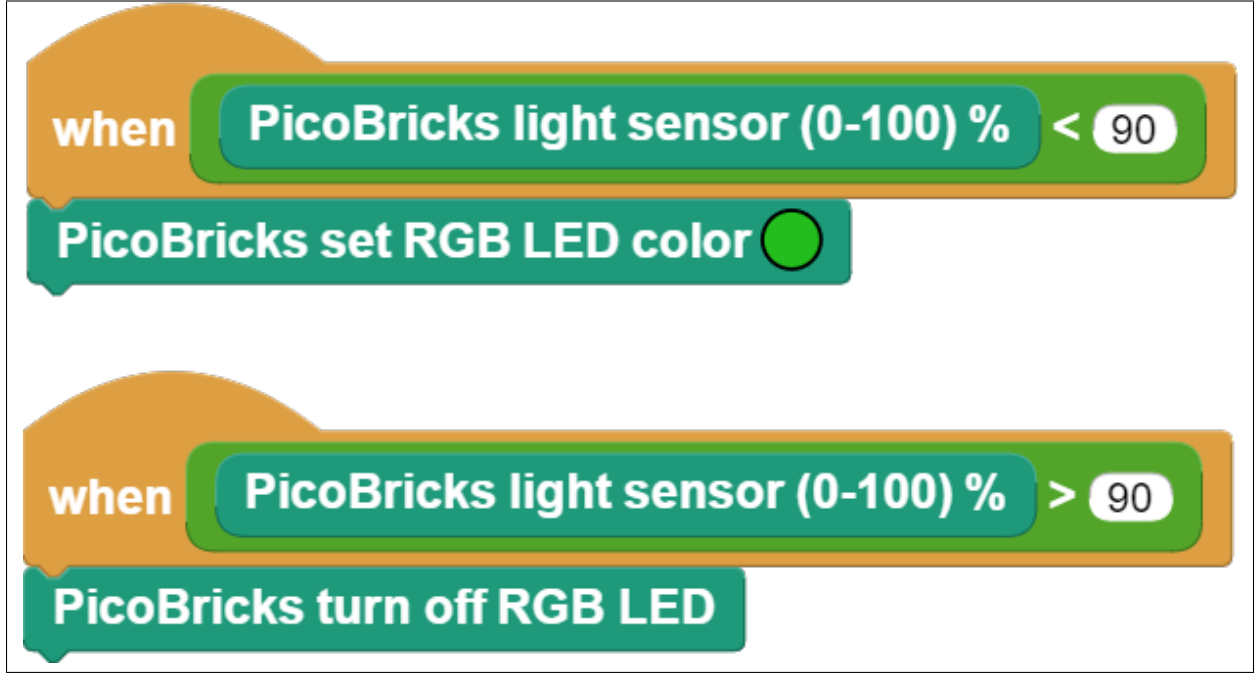 when PicoBricks light sensor (0-100) % < 90
PicoBricks set RGB LED color
when PicoBricks light sensor (0-100) % > 90
PicoBricks turn off RGB LED